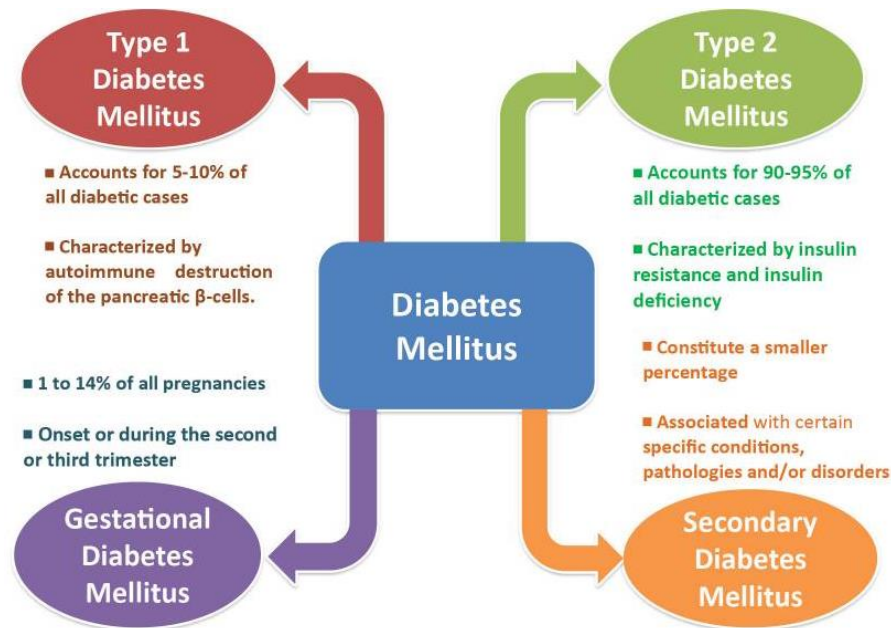 Type 1
Diabetes
Mellitus
■ Accounts for 5-10% of
all diabetic cases
■ Characterized by
autoimmune destruction
of the pancreatic β-cells.
Type 2
Diabetes
Mellitus
■ Accounts for 90-95% of
all diabetic cases
■ Characterized by insulin
resistance and insulin
deficiency
Diabetes
Mellitus
■ 1 to 14% of all pregnancies
■ Onset or during the second
or third trimester
Gestational
Diabetes
Mellitus
■ Constitute a smaller
percentage
■ Associated with certain
specific conditions,
pathologies and/or disorders
Secondary
Diabetes
Mellitus